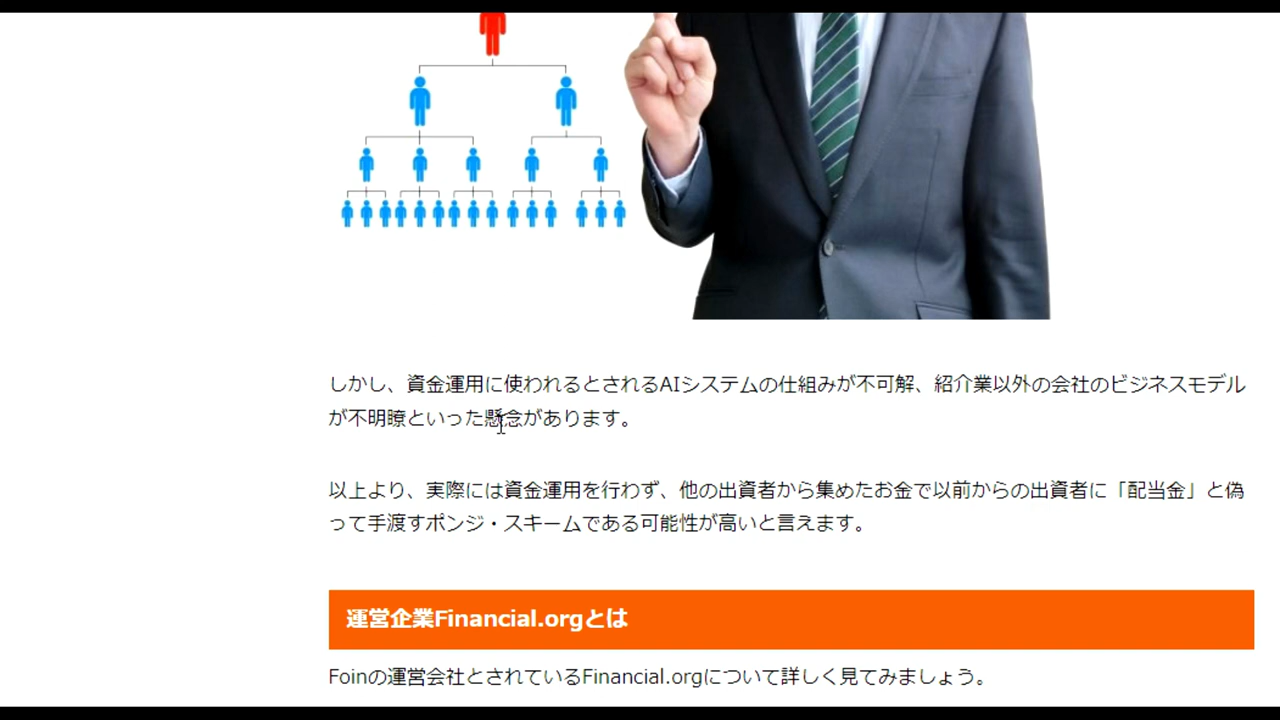 しかし、資金運用に使われるとされるAIシステムの仕組みが不可解、紹介業以外の会社のビジネスモデル
が不明瞭といった懸念があります。
以上より、実際には資金運用を行わず、他の出資者から集めたお金で以前からの出資者に「配当金」と偽
って手渡すポンジ・スキームである可能性が高いと言えます。
運営企業Financial.orgとは
Foinの運営会社とされているFinancial.orgについて詳しく見てみましょう。